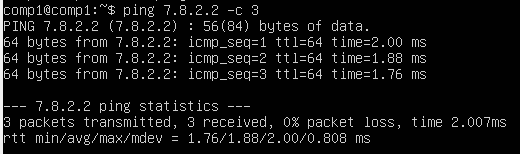 comp1@comp1:~$ ping 7.8.2.2 -c 3
PING 7.8.2.2 (7.8.2.2) : 56(84) bytes of data.
64 bytes from 7.8.2.2: icmp_seq=1 ttl=64 time=2.00 ms
64 bytes from 7.8.2.2: icmp_seq=2 ttl=64 time=1.88 ms
64 bytes from 7.8.2.2: icmp_seq=3 ttl=64 time=1.76 ms
--- 7.8.2.2 ping statistics ---
3 packets transmitted, 3 received, 0% packet loss, time 2.007ms
rtt min/avg/max/mdev = 1.76/1.88/2.00/0.808 ms